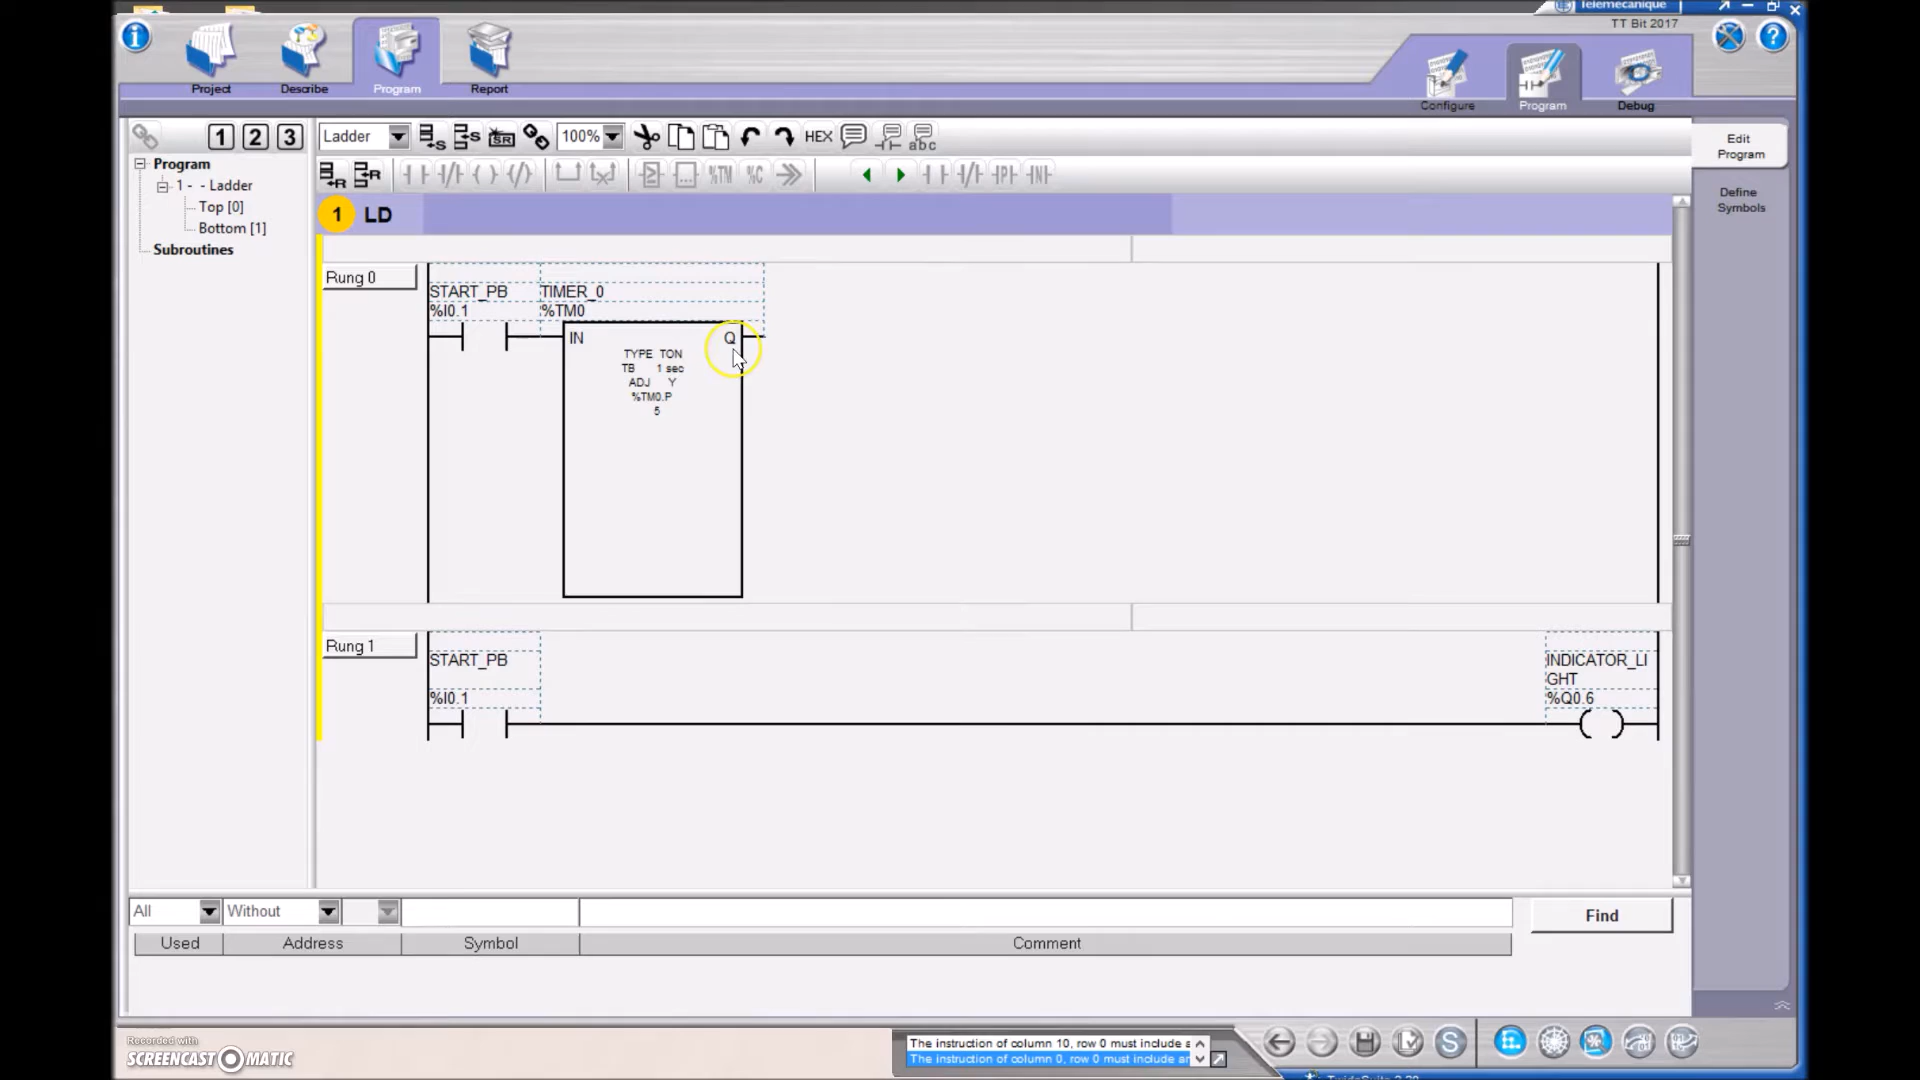 Telemecanique
TT Bit 2017
Project
Describe
Program
Report
Configure
Program
Debug
1 2 3
Ladder
100%
HEX
abc
Edit
Program
Define
Symbols
Program
1 - - Ladder
Top [0]
Bottom [1]
Subroutines
1 LD
Rung 0
START_PB
%I0.1
TIMER_0
%TM0
IN
Q
TYPE TON
TB 1 sec
ADJ Y
%TM0.P
5
Rung 1
START_PB
%I0.1
INDICATOR_LI
GHT
%Q0.6
All
Without
Find
Used
Address
Symbol
Comment
Recorded with
SCREENCAST MATIC
The instruction of column 10, row 0 must include a
The instruction of column 0, row 0 must include an